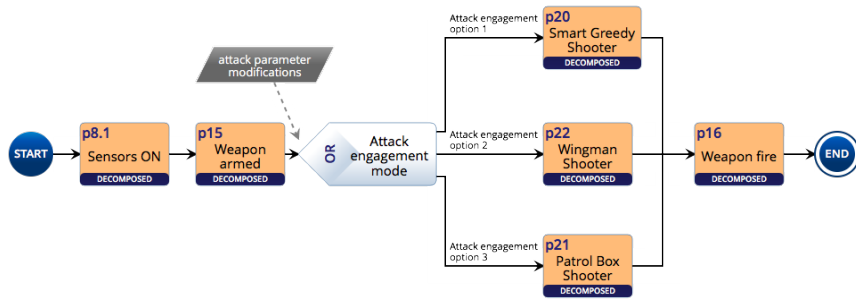 Attack engagement
option 1
p20
Smart Greedy
Shooter
DECOMPOSED
attack parameter
modifications
START
p8.1
Sensors ON
DECOMPOSED
p15
Weapon
armed
DECOMPOSED
OR
Attack
engagement
mode
Attack engagement
option 2
p22
Wingman
Shooter
DECOMPOSED
p16
Weapon fire
DECOMPOSED
END
Attack engagement
option 3
p21
Patrol Box
Shooter
DECOMPOSED